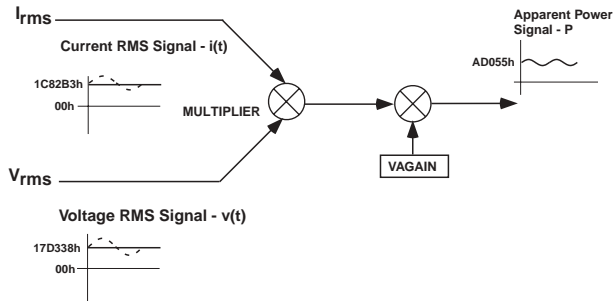 Irms
Current RMS Signal - i(t)
1C82B3h
00h
MULTIPLIER
Vrms
Voltage RMS Signal - v(t)
17D338h
00h
VAGAIN
Apparent Power
Signal - P
AD055h